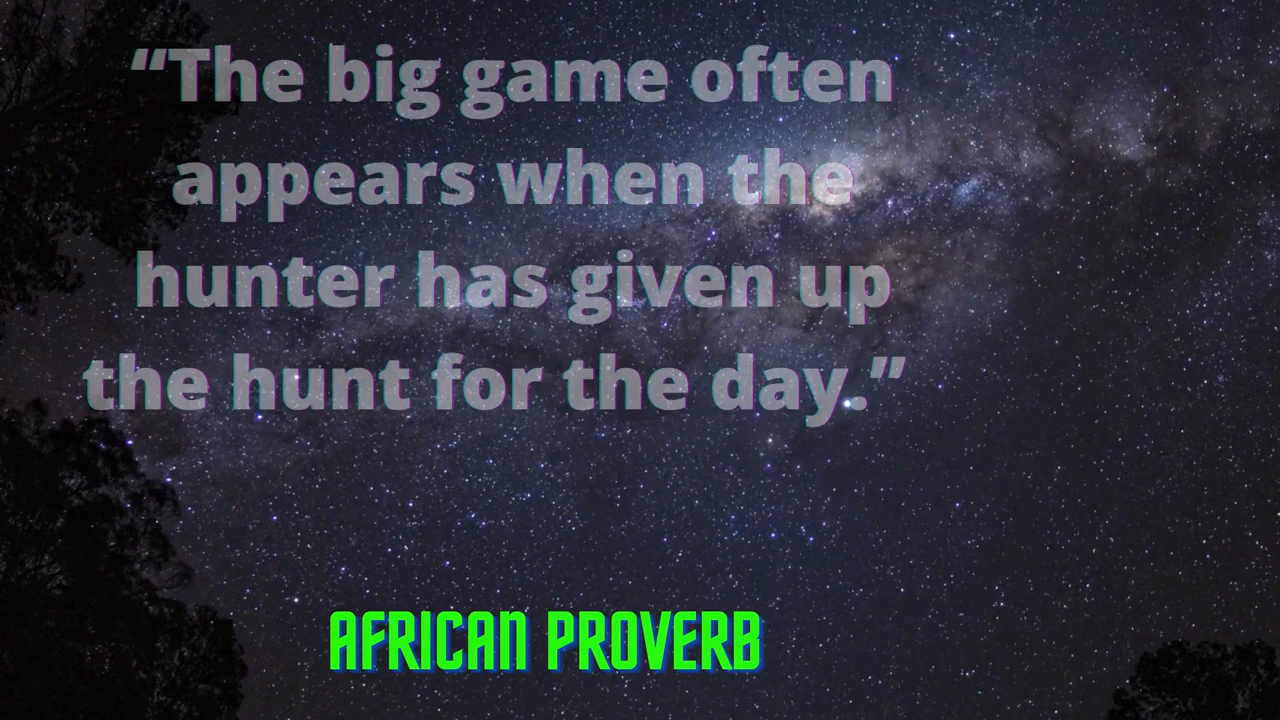 “The big game often
appears when the
hunter has given up
the hunt for the day.”
AFRICAN PROVERB